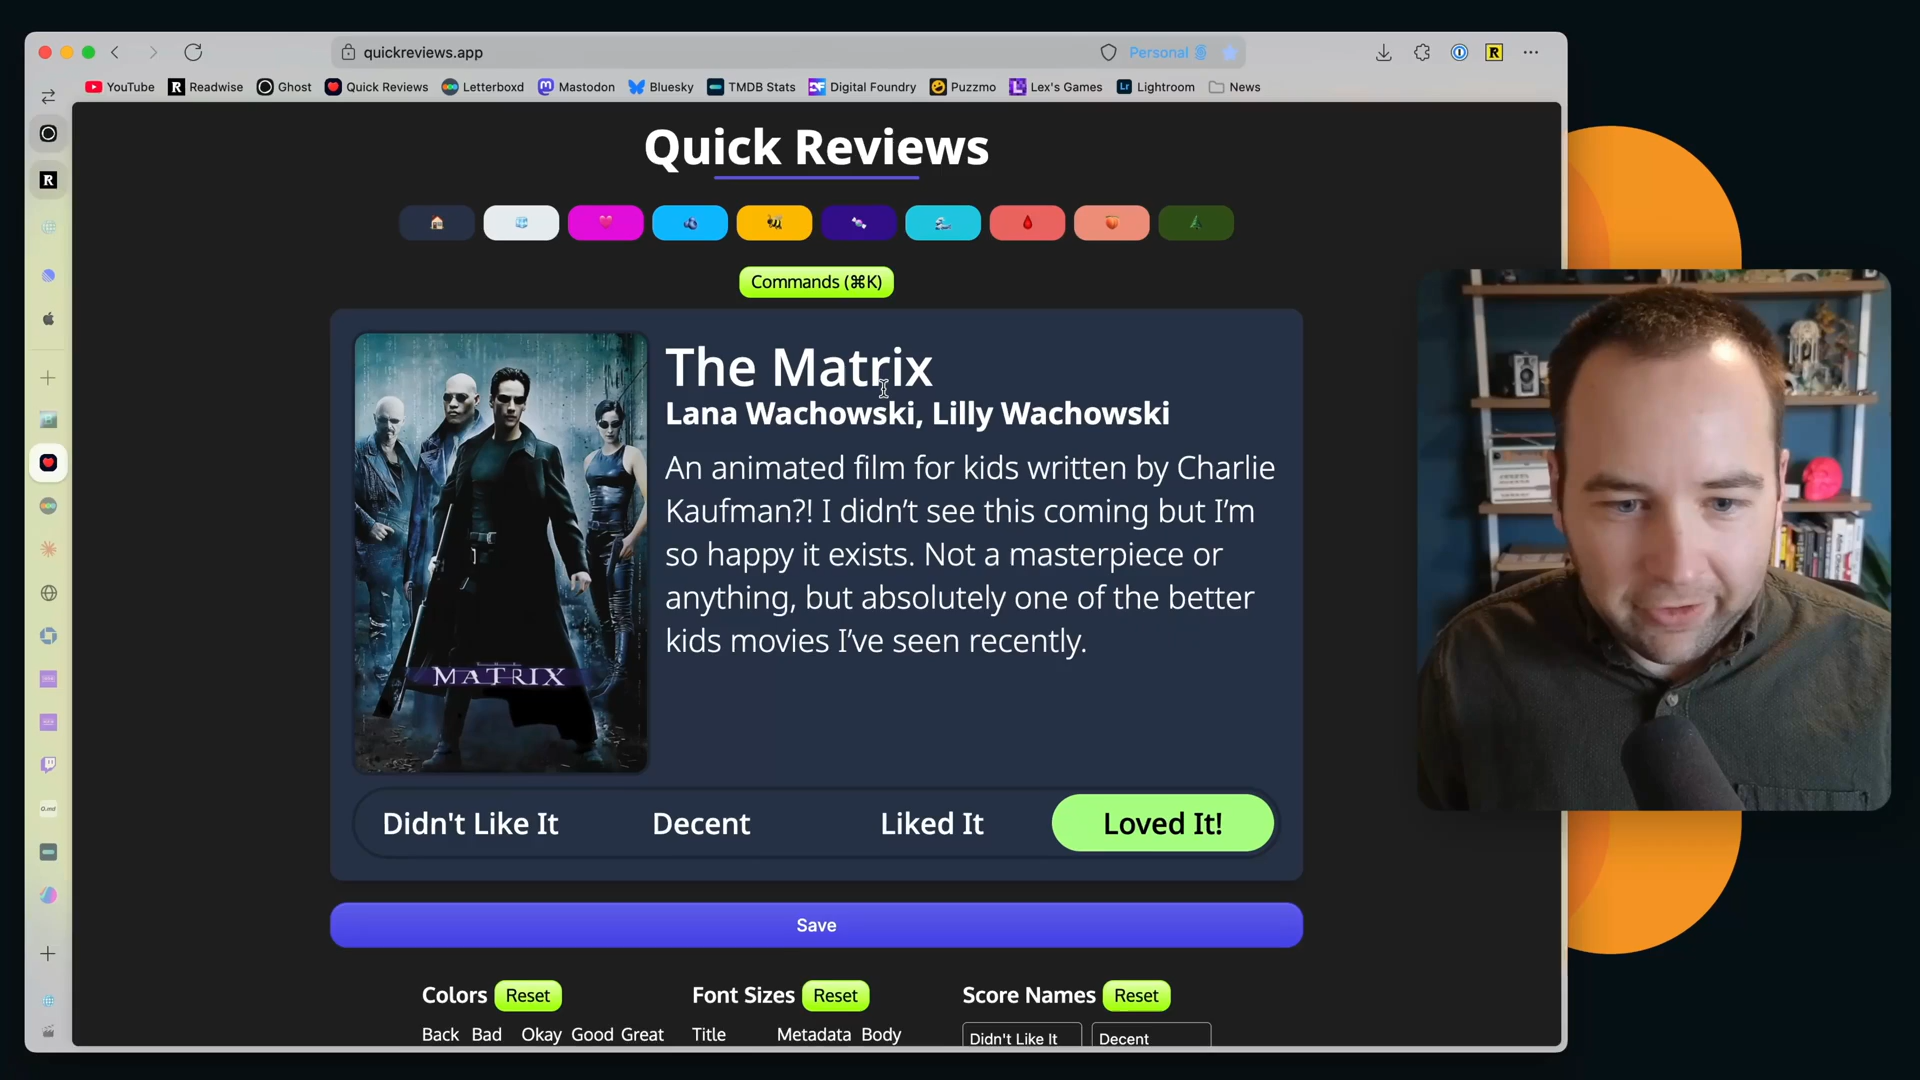 quickreviews.app
Personal
YouTube Readwise Ghost Quick Reviews Letterboxd Mastodon Bluesky TMDB Stats Digital Foundry Puzzmo Lex's Games Lightroom News
Quick Reviews
Commands (⌘K)
The Matrix
Lana Wachowski, Lilly Wachowski
An animated film for kids written by Charlie
Kaufman?! I didn’t see this coming but I’m
so happy it exists. Not a masterpiece or
anything, but absolutely one of the better
kids movies I’ve seen recently.
MATRIX
Didn't Like It Decent Liked It Loved It!
Save
Colors Reset Font Sizes Reset Score Names Reset
Back Bad Okay Good Great Title Metadata Body
Didn't Like It Decent